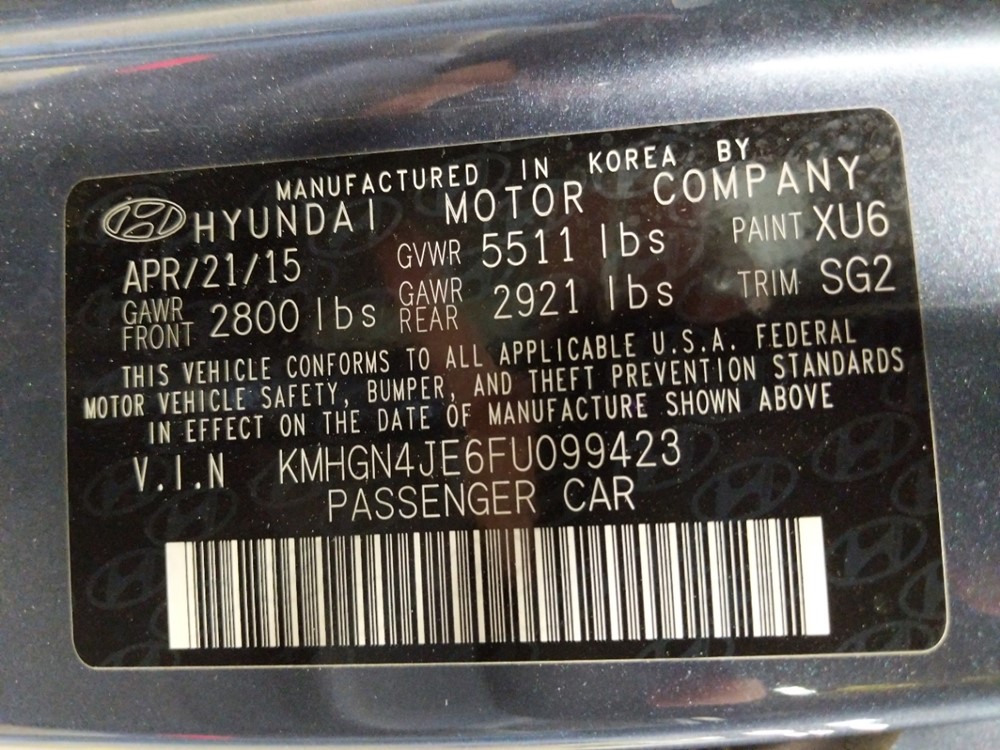 MANUFACTURED IN KOREA BY
HYUNDAI MOTOR COMPANY
APR/21/15 GVWR 5511 lbs PAINT XU6
GAWR FRONT 2800 lbs GAWR REAR 2921 lbs TRIM SG2
THIS VEHICLE CONFORMS TO ALL APPLICABLE U.S.A. FEDERAL
MOTOR VEHICLE SAFETY, BUMPER, AND THEFT PREVENTION STANDARDS
IN EFFECT ON THE DATE OF MANUFACTURE SHOWN ABOVE
V.I.N KMHGN4JE6FU099423
PASSENGER CAR